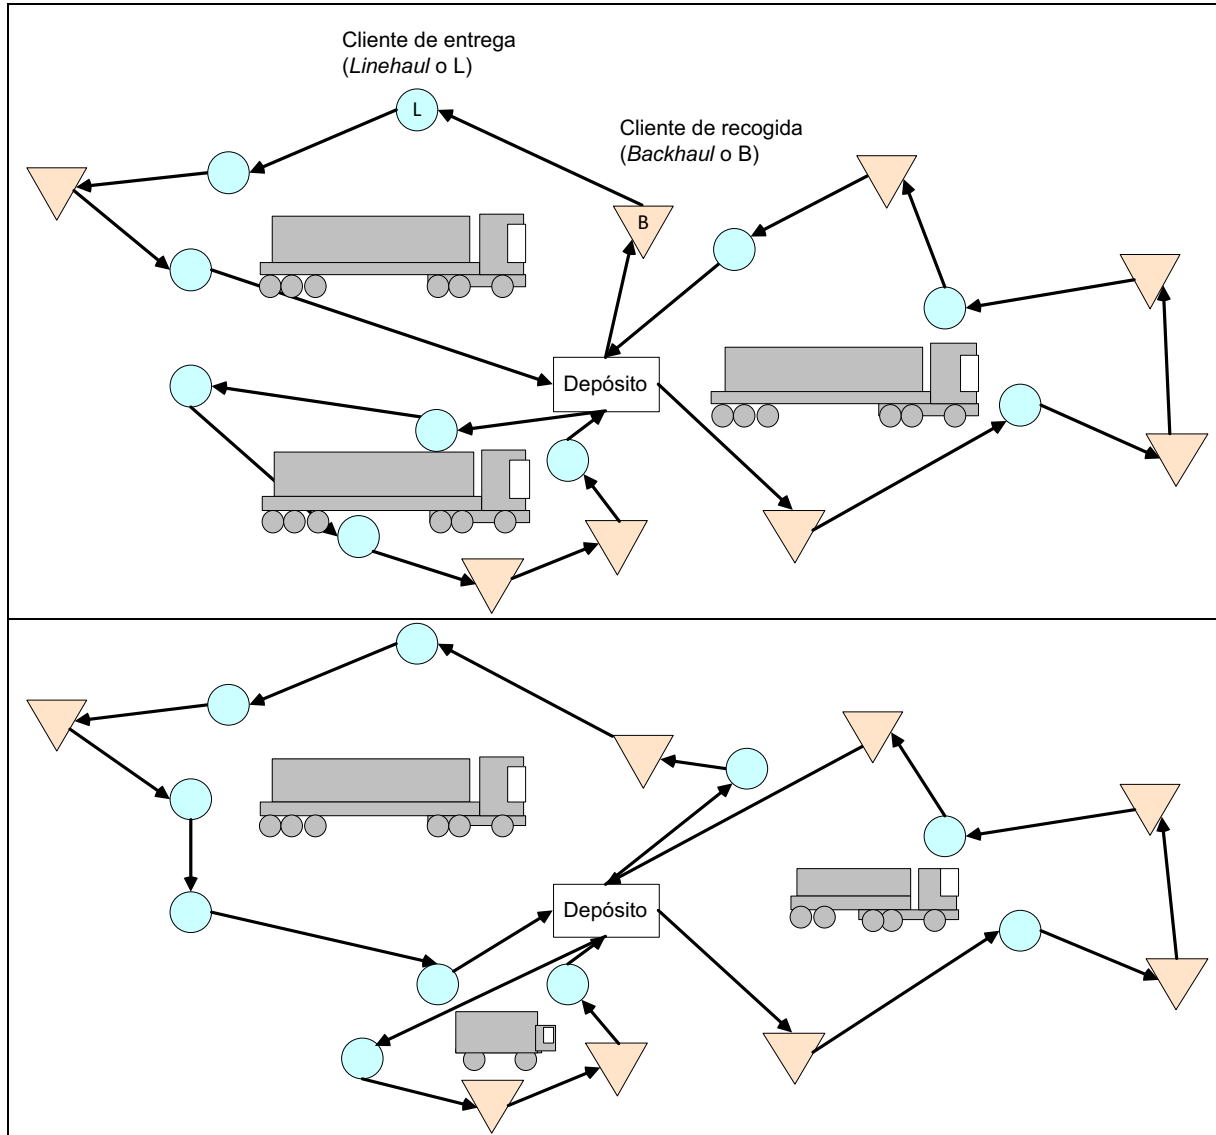 Cliente de entrega
(Linehaul o L)
L
Cliente de recogida
(Backhaul o B)
B
Depósito
Depósito